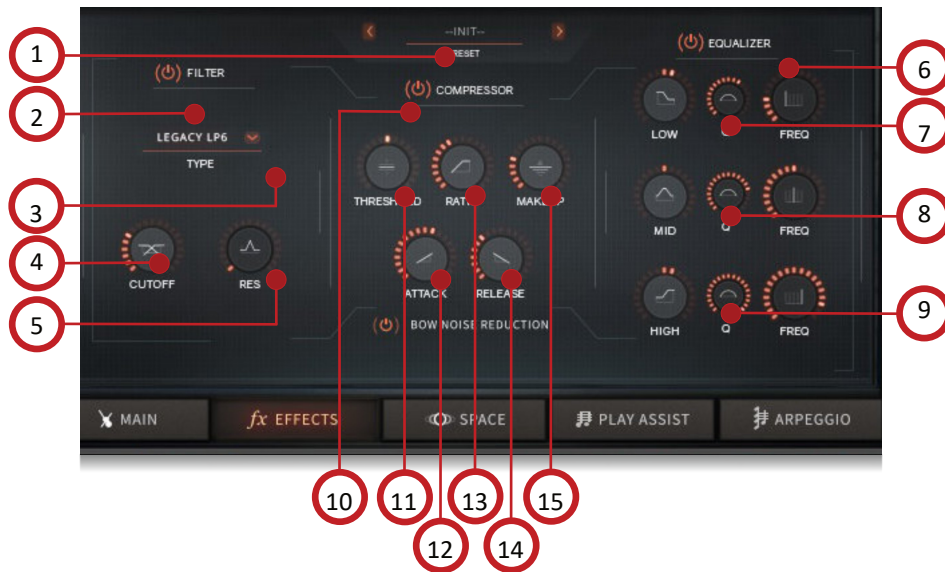 --INIT--
RESET
EQUALIZER
FILTER
COMPRESSOR
LEGACY LP6
TYPE
LOW
FREQ
THRESHOLD
MAKEUP
MID
Q
FREQ
CUTOFF
RES
ATTACK
RELEASE
HIGH
Q
FREQ
BOW NOISE REDUCTION
MAIN
fx EFFECTS
SPACE
PLAY ASSIST
ARPEGGIO
1
2
3
4
5
6
7
8
9
10
11
12
13
14
15